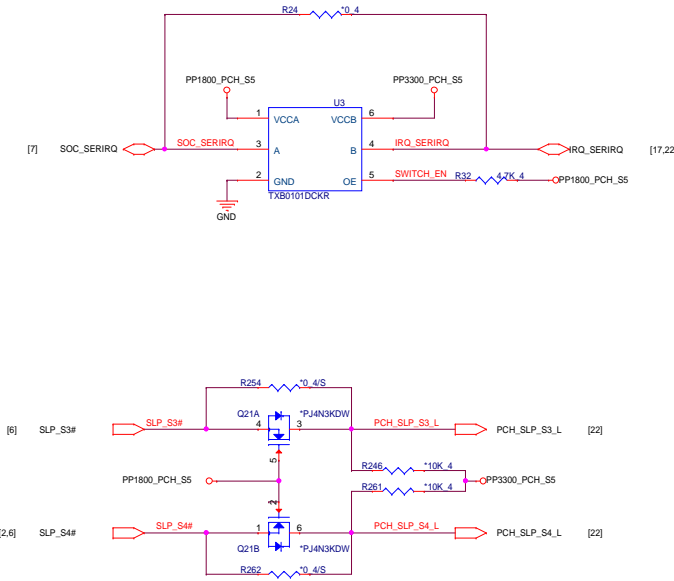 R24 *0_4
PP1800_PCH_S5 PP3300_PCH_S5
U3
1 VCCA VCCB 6
[7] SOC_SERIRQ SOC_SERIRQ 3 A B 4 IRQ_SERIRQ IRQ_SERIRQ [17,22
2 GND OE 5 SWITCH_EN R32 4.7K_4 PP1800_PCH_S5
TXB0101DCKR
GND
R254 *0_4/S
Q21A *PJ4N3KDW
[6] SLP_S3# SLP_S3# 4 3 PCH_SLP_S3_L PCH_SLP_S3_L [22]
5
R246 *10K_4
PP1800_PCH_S5 PP3300_PCH_S5
R261 *10K_4
2
2,6] SLP_S4# SLP_S4# 1 6 PCH_SLP_S4_L PCH_SLP_S4_L [22]
Q21B *PJ4N3KDW
R262 *0_4/S